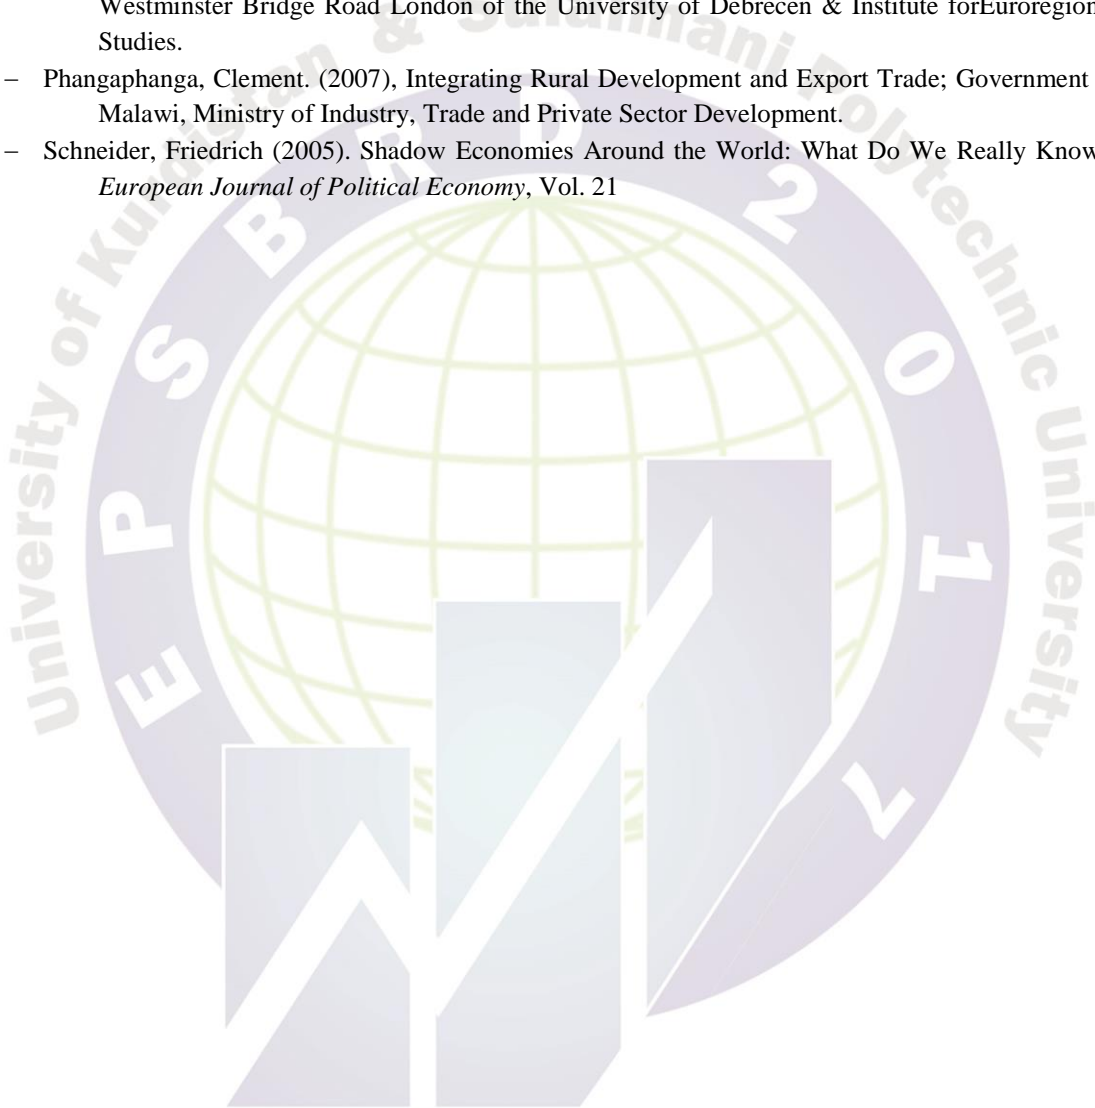 Westminster Bridge Road London of the University of Debrecen & Institute forEuroregion
Studies.
– Phangaphanga, Clement. (2007), Integrating Rural Development and Export Trade; Government
Malawi, Ministry of Industry, Trade and Private Sector Development.
– Schneider, Friedrich (2005). Shadow Economies Around the World: What Do We Really Know
European Journal of Political Economy, Vol. 21
University of Kurdistan & Sulaimani Polytechnic University
EPSBRD 2017